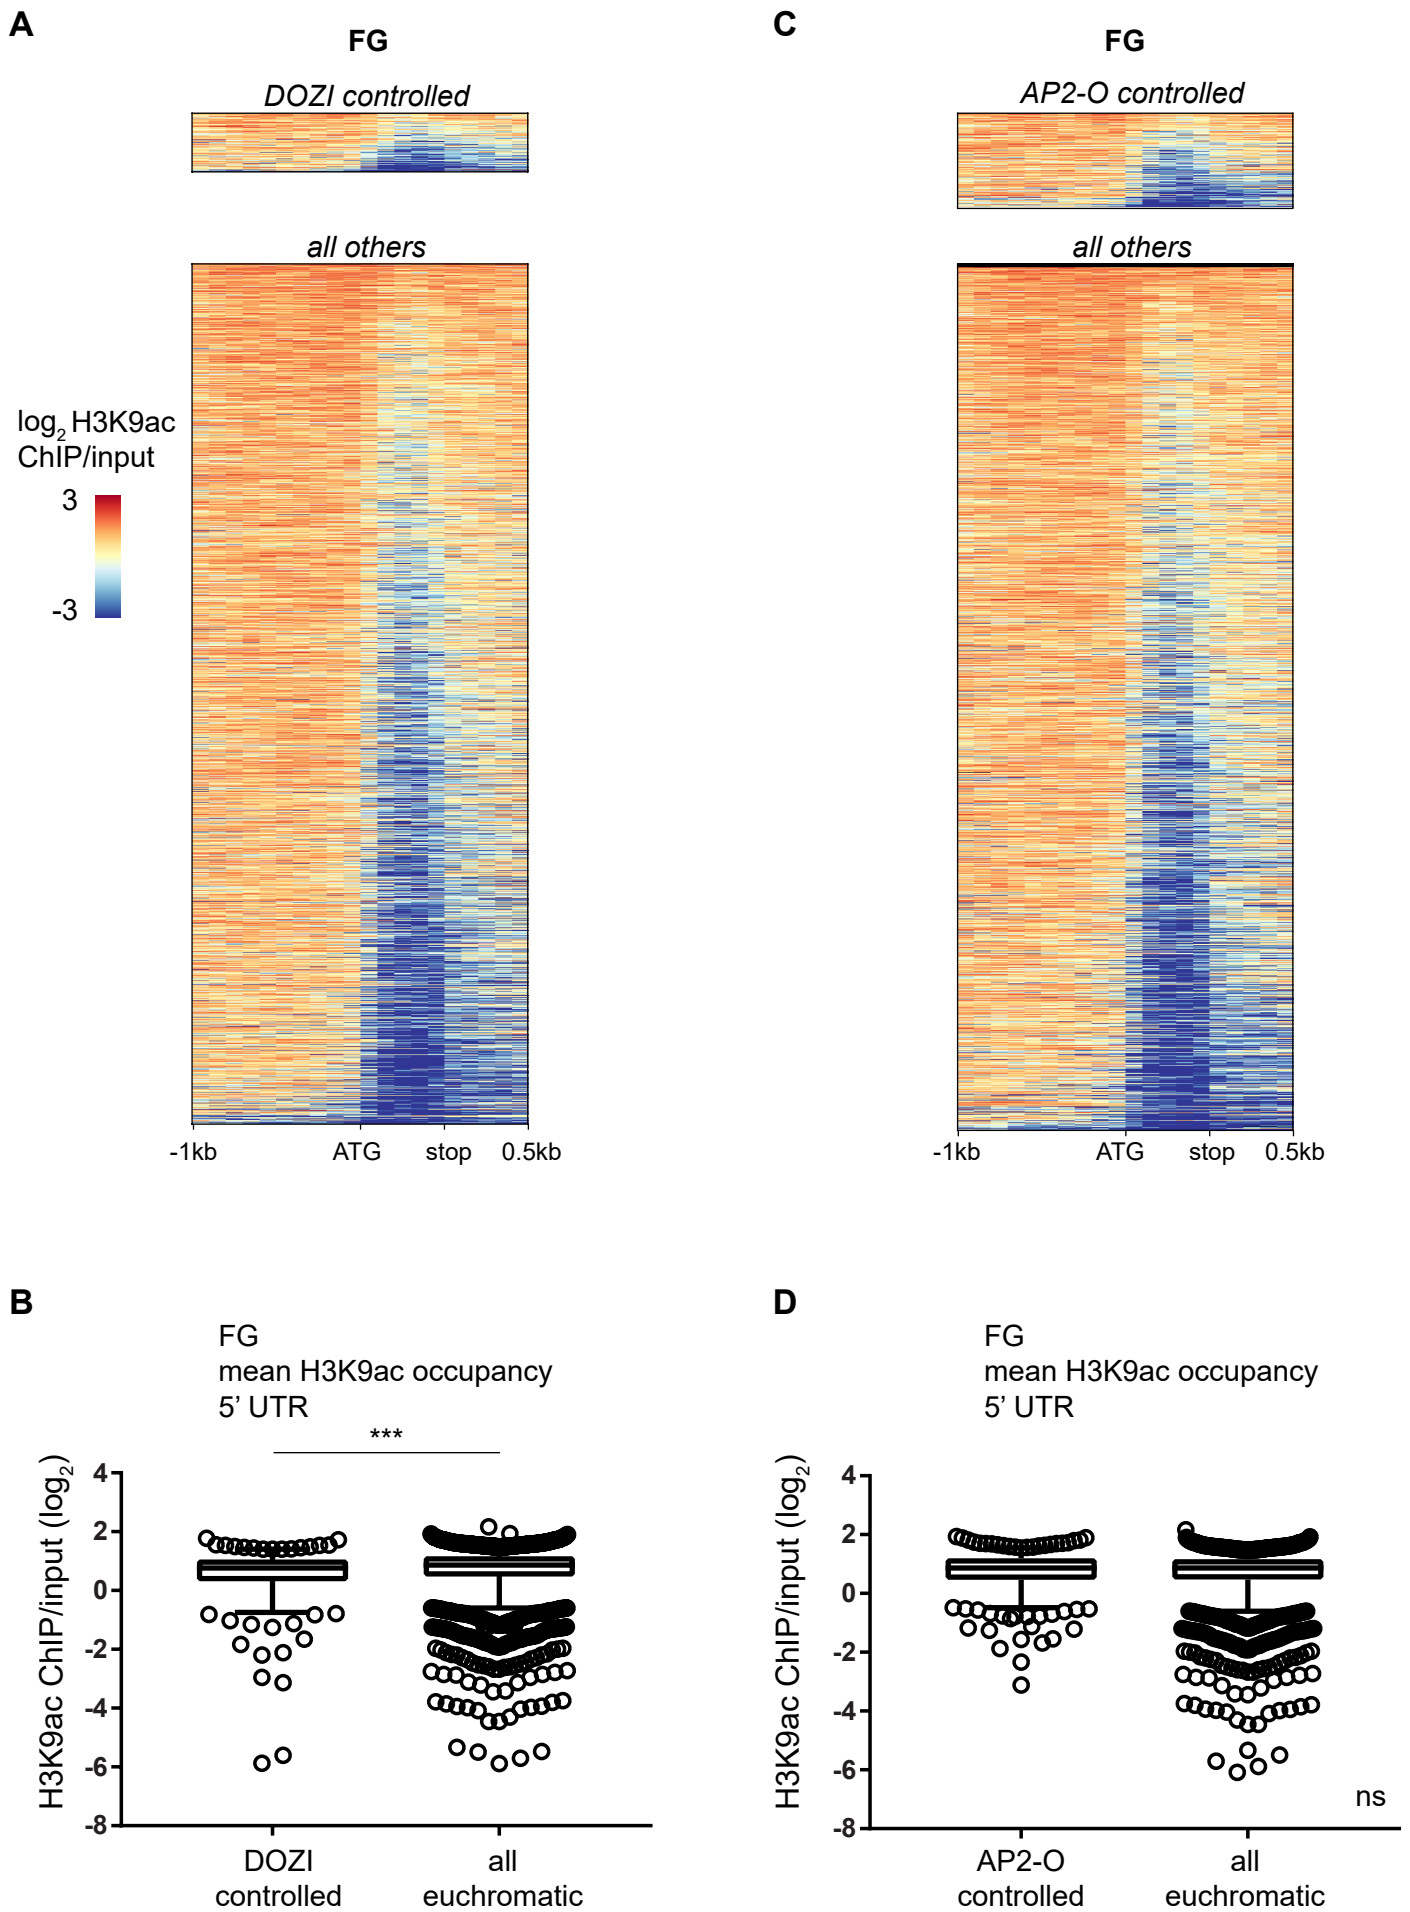 A
FG
DOZI controlled
all others
log2 H3K9ac
ChIP/input
3
-3
-1kb ATG stop 0.5kb
C
FG
AP2-O controlled
all others
-1kb ATG stop 0.5kb
B
FG
mean H3K9ac occupancy
5’ UTR
***
H3K9ac ChIP/input (log2)
4
2
0
-2
-4
-6
-8
DOZI
controlled
all
euchromatic
D
FG
mean H3K9ac occupancy
5’ UTR
H3K9ac ChIP/input (log2)
4
2
0
-2
-4
-6
-8
ns
AP2-O
controlled
all
euchromatic